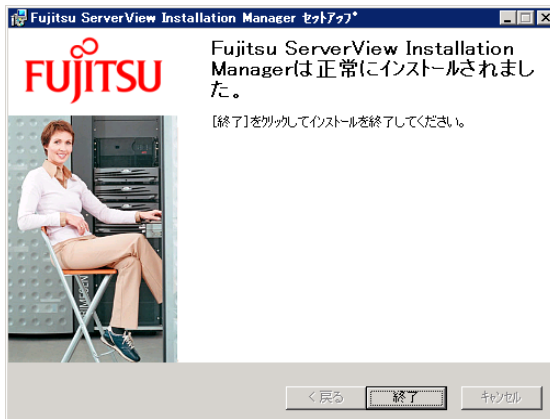 Fujitsu ServerView Installation Manager ｾｯﾄｱｯﾌﾟ
FUJITSU
Fujitsu ServerView Installation
Managerは正常にｲﾝｽﾄｰﾙされまし
た。
[終了]をｸﾘｯｸしてｲﾝｽﾄｰﾙを終了してください。
< 戻る
終了
ｷｬﾝｾﾙ